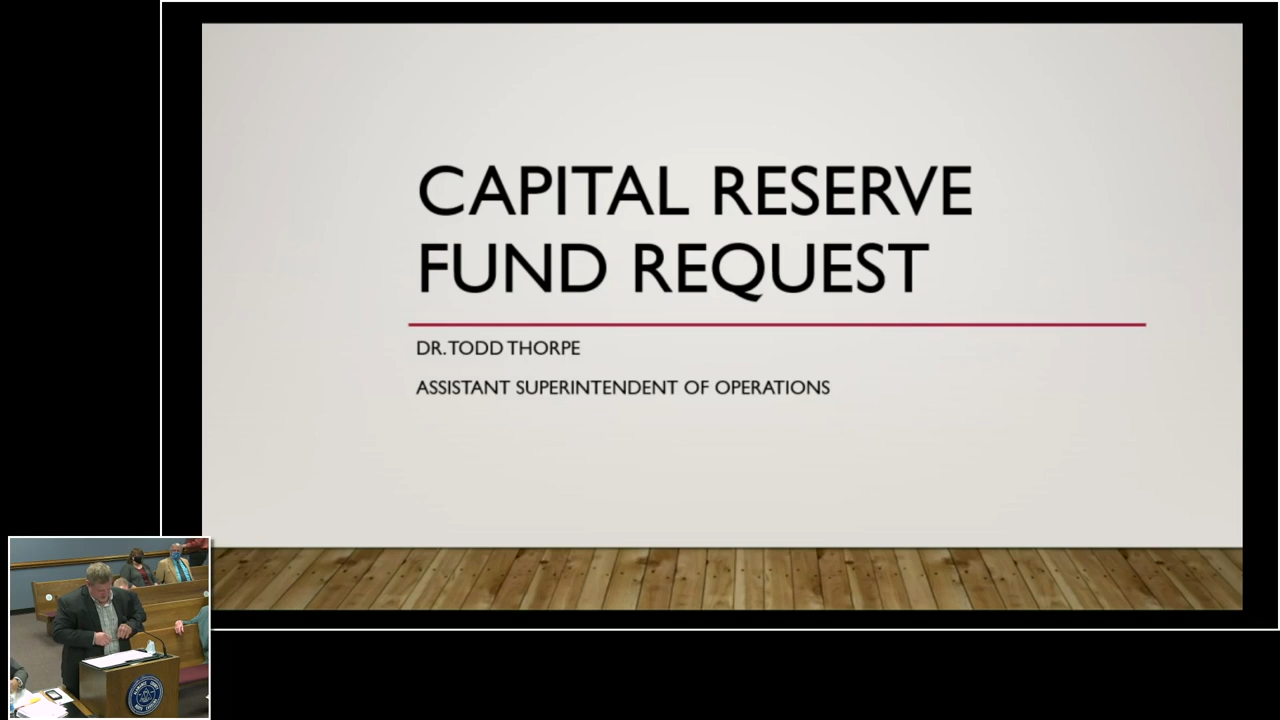 CAPITAL RESERVE
FUND REQUEST
DR. TODD THORPE
ASSISTANT SUPERINTENDENT OF OPERATIONS